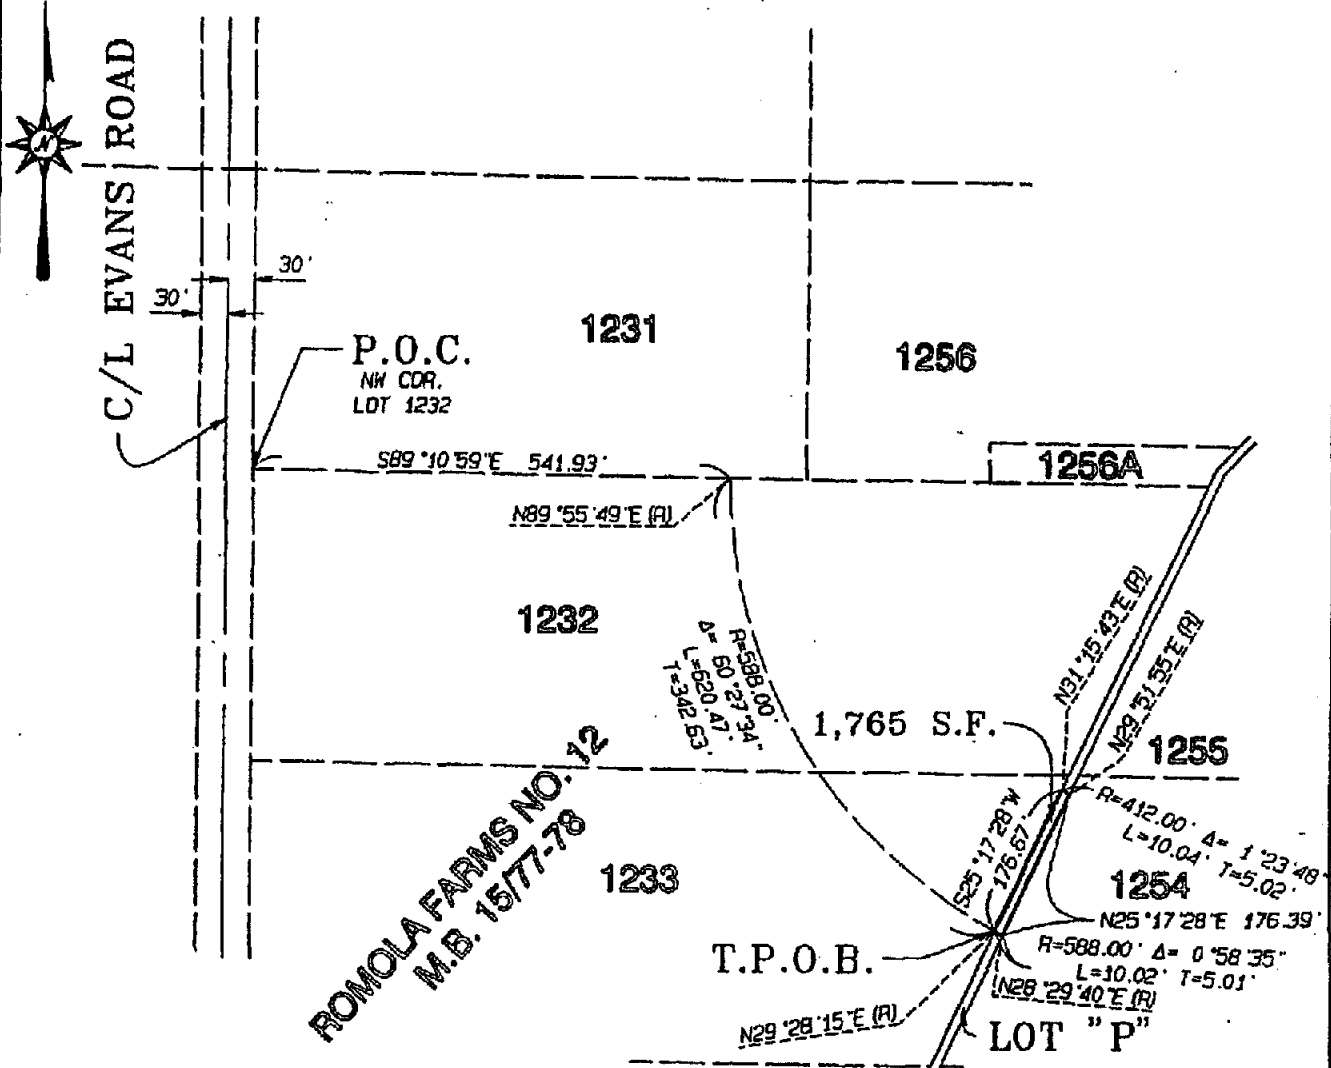 N
C/L EVANS ROAD
30'
30'
P.O.C.
NW COR.
LOT 1232
1231
1256
S89°10'59"E 541.93'
1256A
N89°55'49"E (R)
1232
R=588.00'
Δ= 60°27'34"
L=620.47'
T=342.63'
N31°15'43"E (R)
N29°51'55"E (R)
1,765 S.F.
1255
ROMOLA FARMS NO. 12
M.B. 15/77-78
S25°17'28"W
176.67'
R=412.00' Δ= 1°23'48"
L=10.04' T=5.02'
1233
1254
N25°17'28"E 176.39'
T.P.O.B.
R=588.00' Δ= 0°58'35"
L=10.02' T=5.01'
N28°29'40"E (R)
N29°28'15"E (R)
LOT "P"